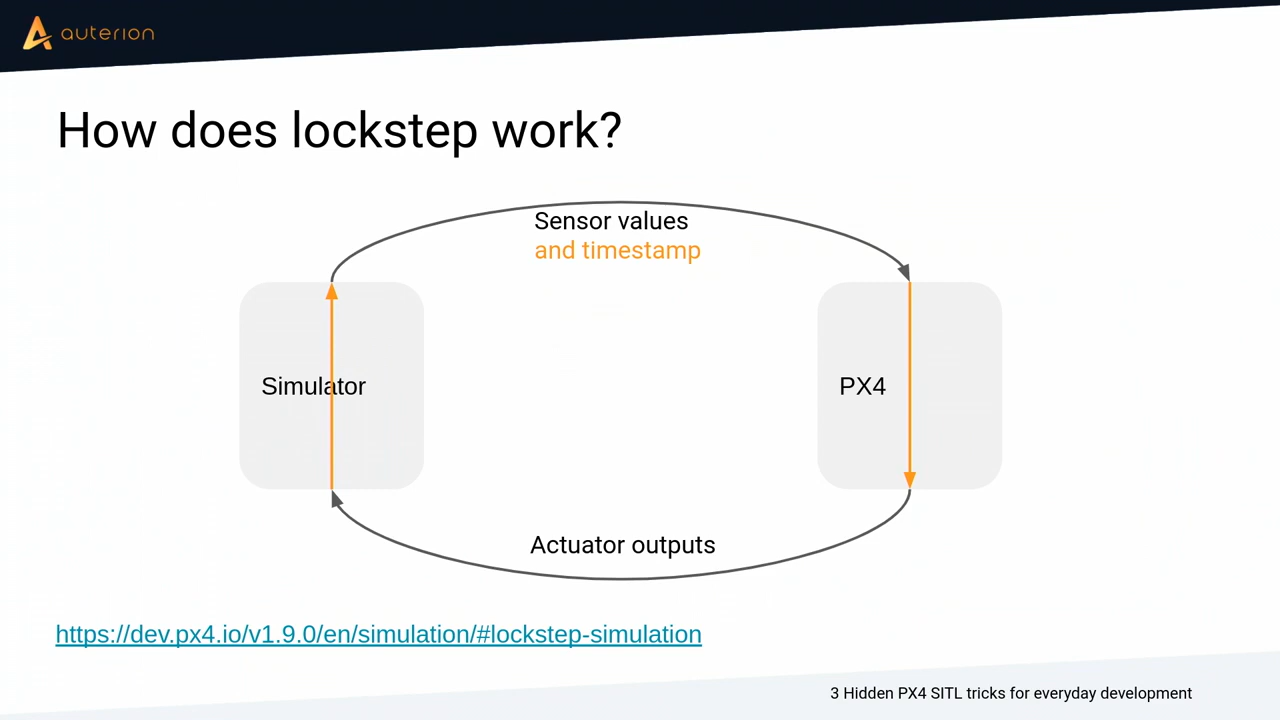 auterion
How does lockstep work?
Sensor values
and timestamp
Simulator
PX4
Actuator outputs
https://dev.px4.io/v1.9.0/en/simulation/#lockstep-simulation
3 Hidden PX4 SITL tricks for everyday development